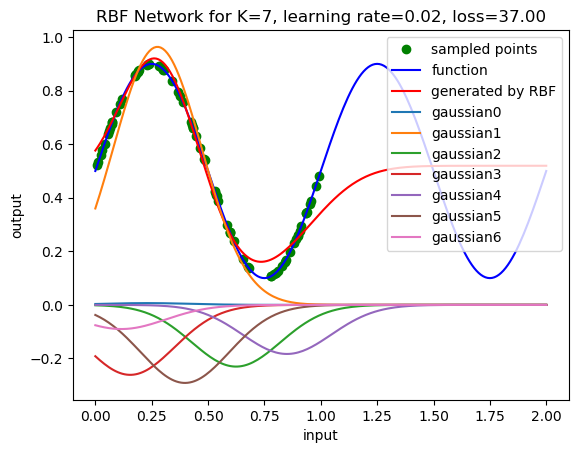 RBF Network for K=7, learning rate=0.02, loss=37.00
1.0
0.8
0.6
0.4
0.2
0.0
−0.2
output
sampled points
function
generated by RBF
gaussian0
gaussian1
gaussian2
gaussian3
gaussian4
gaussian5
gaussian6
0.00 0.25 0.50 0.75 1.00 1.25 1.50 1.75 2.00
input